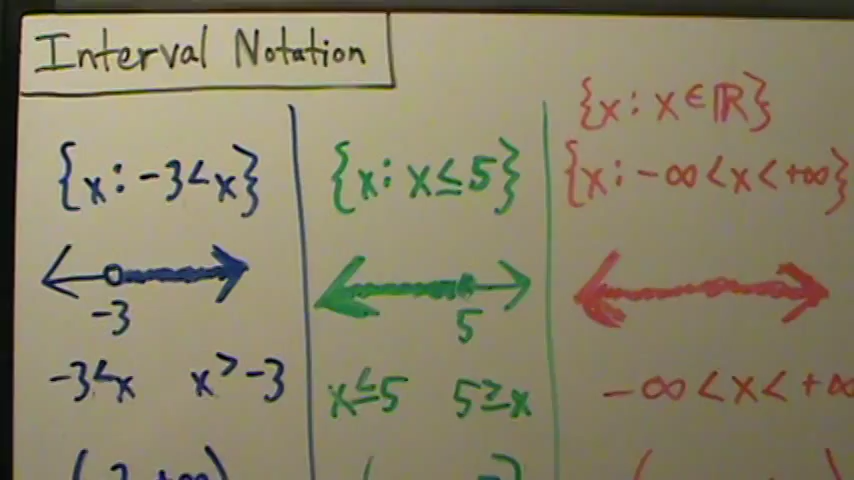 Interval Notation
{x: -3<x}
-3
-3<x x>-3
{x: x≤5}
5
x≤5 5≥x
{x: x∈ℝ}
{x: -∞<x<+∞}
-∞<x<+∞